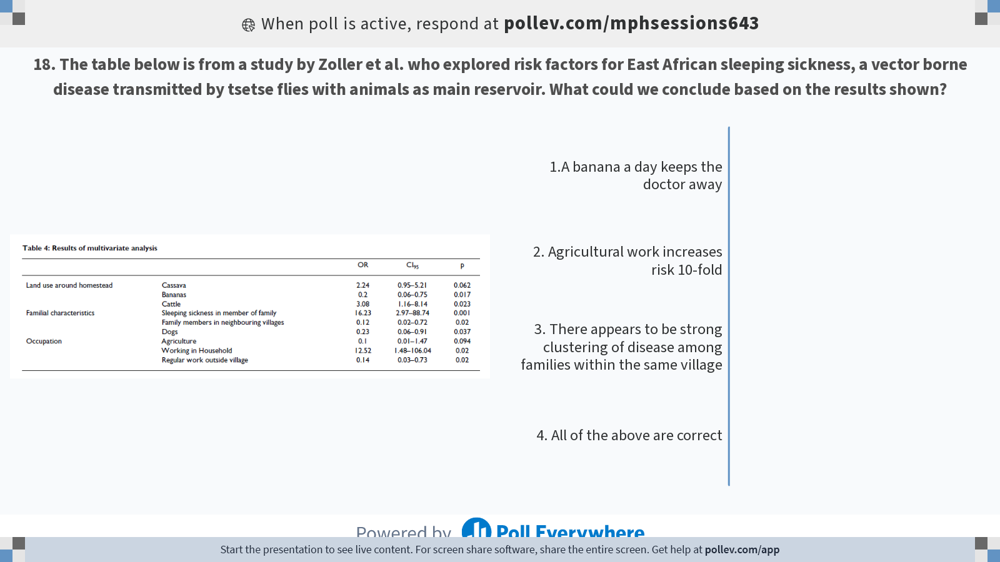 When poll is active, respond at pollev.com/mphsessions643
18. The table below is from a study by Zoller et al. who explored risk factors for East African sleeping sickness, a vector borne
disease transmitted by tsetse flies with animals as main reservoir. What could we conclude based on the results shown?
Table 4: Results of multivariate analysis
OR CI95 p
Land use around homestead Cassava 2.24 0.95–5.21 0.062
Bananas 0.2 0.06–0.75 0.017
Cattle 3.08 1.16–8.14 0.023
Familial characteristics Sleeping sickness in member of family 16.23 2.97–88.74 0.001
Family members in neighbouring villages 0.12 0.02–0.72 0.02
Dogs 0.23 0.06–0.91 0.037
Occupation Agriculture 0.1 0.01–1.47 0.094
Working in Household 12.52 1.48–106.04 0.02
Regular work outside village 0.14 0.03–0.73 0.02
1.A banana a day keeps the
doctor away
2. Agricultural work increases
risk 10-fold
3. There appears to be strong
clustering of disease among
families within the same village
4. All of the above are correct
Powered by Poll Everywhere
Start the presentation to see live content. For screen share software, share the entire screen. Get help at pollev.com/app